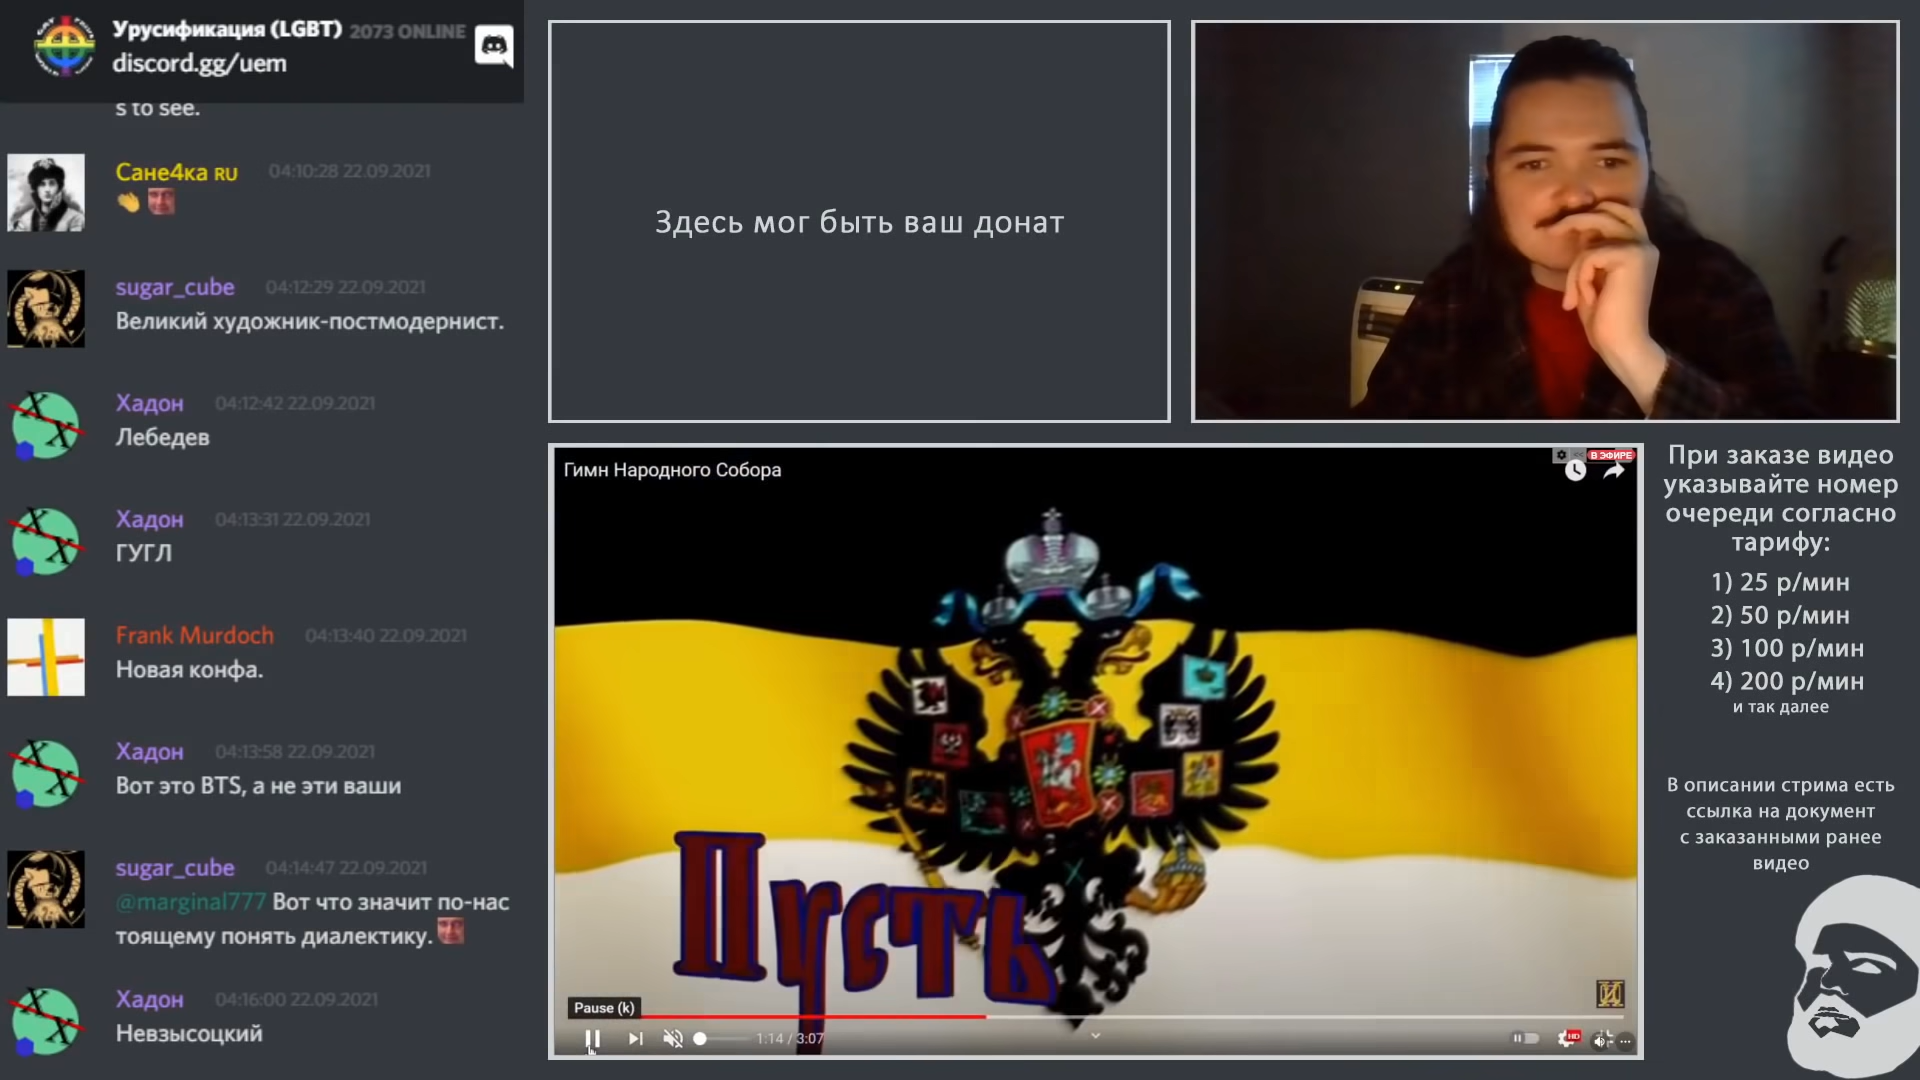 Урусификация (LGBT) 2073 ONLINE
discord.gg/uem
s to see.
Сане4ка RU 04:10:28 22.09.2021
sugar_cube 04:12:29 22.09.2021
Великий художник-постмодернист.
Хадон 04:12:42 22.09.2021
Лебедев
Хадон 04:13:31 22.09.2021
ГУГЛ
Frank Murdoch 04:13:40 22.09.2021
Новая конфа.
Хадон 04:13:58 22.09.2021
Вот это BTS, а не эти ваши
sugar_cube 04:14:47 22.09.2021
@marginal777 Вот что значит по-нас
тоящему понять диалектику.
Хадон 04:16:00 22.09.2021
Невзысоцкий
Здесь мог быть ваш донат
Гимн Народного Собора
В ЭФИРЕ
Пусть
Pause (k)
1:14 / 3:07
HD
При заказе видео
указывайте номер
очереди согласно
тарифу:
1) 25 р/мин
2) 50 р/мин
3) 100 р/мин
4) 200 р/мин
и так далее
В описании стрима есть
ссылка на документ
с заказанными ранее
видео